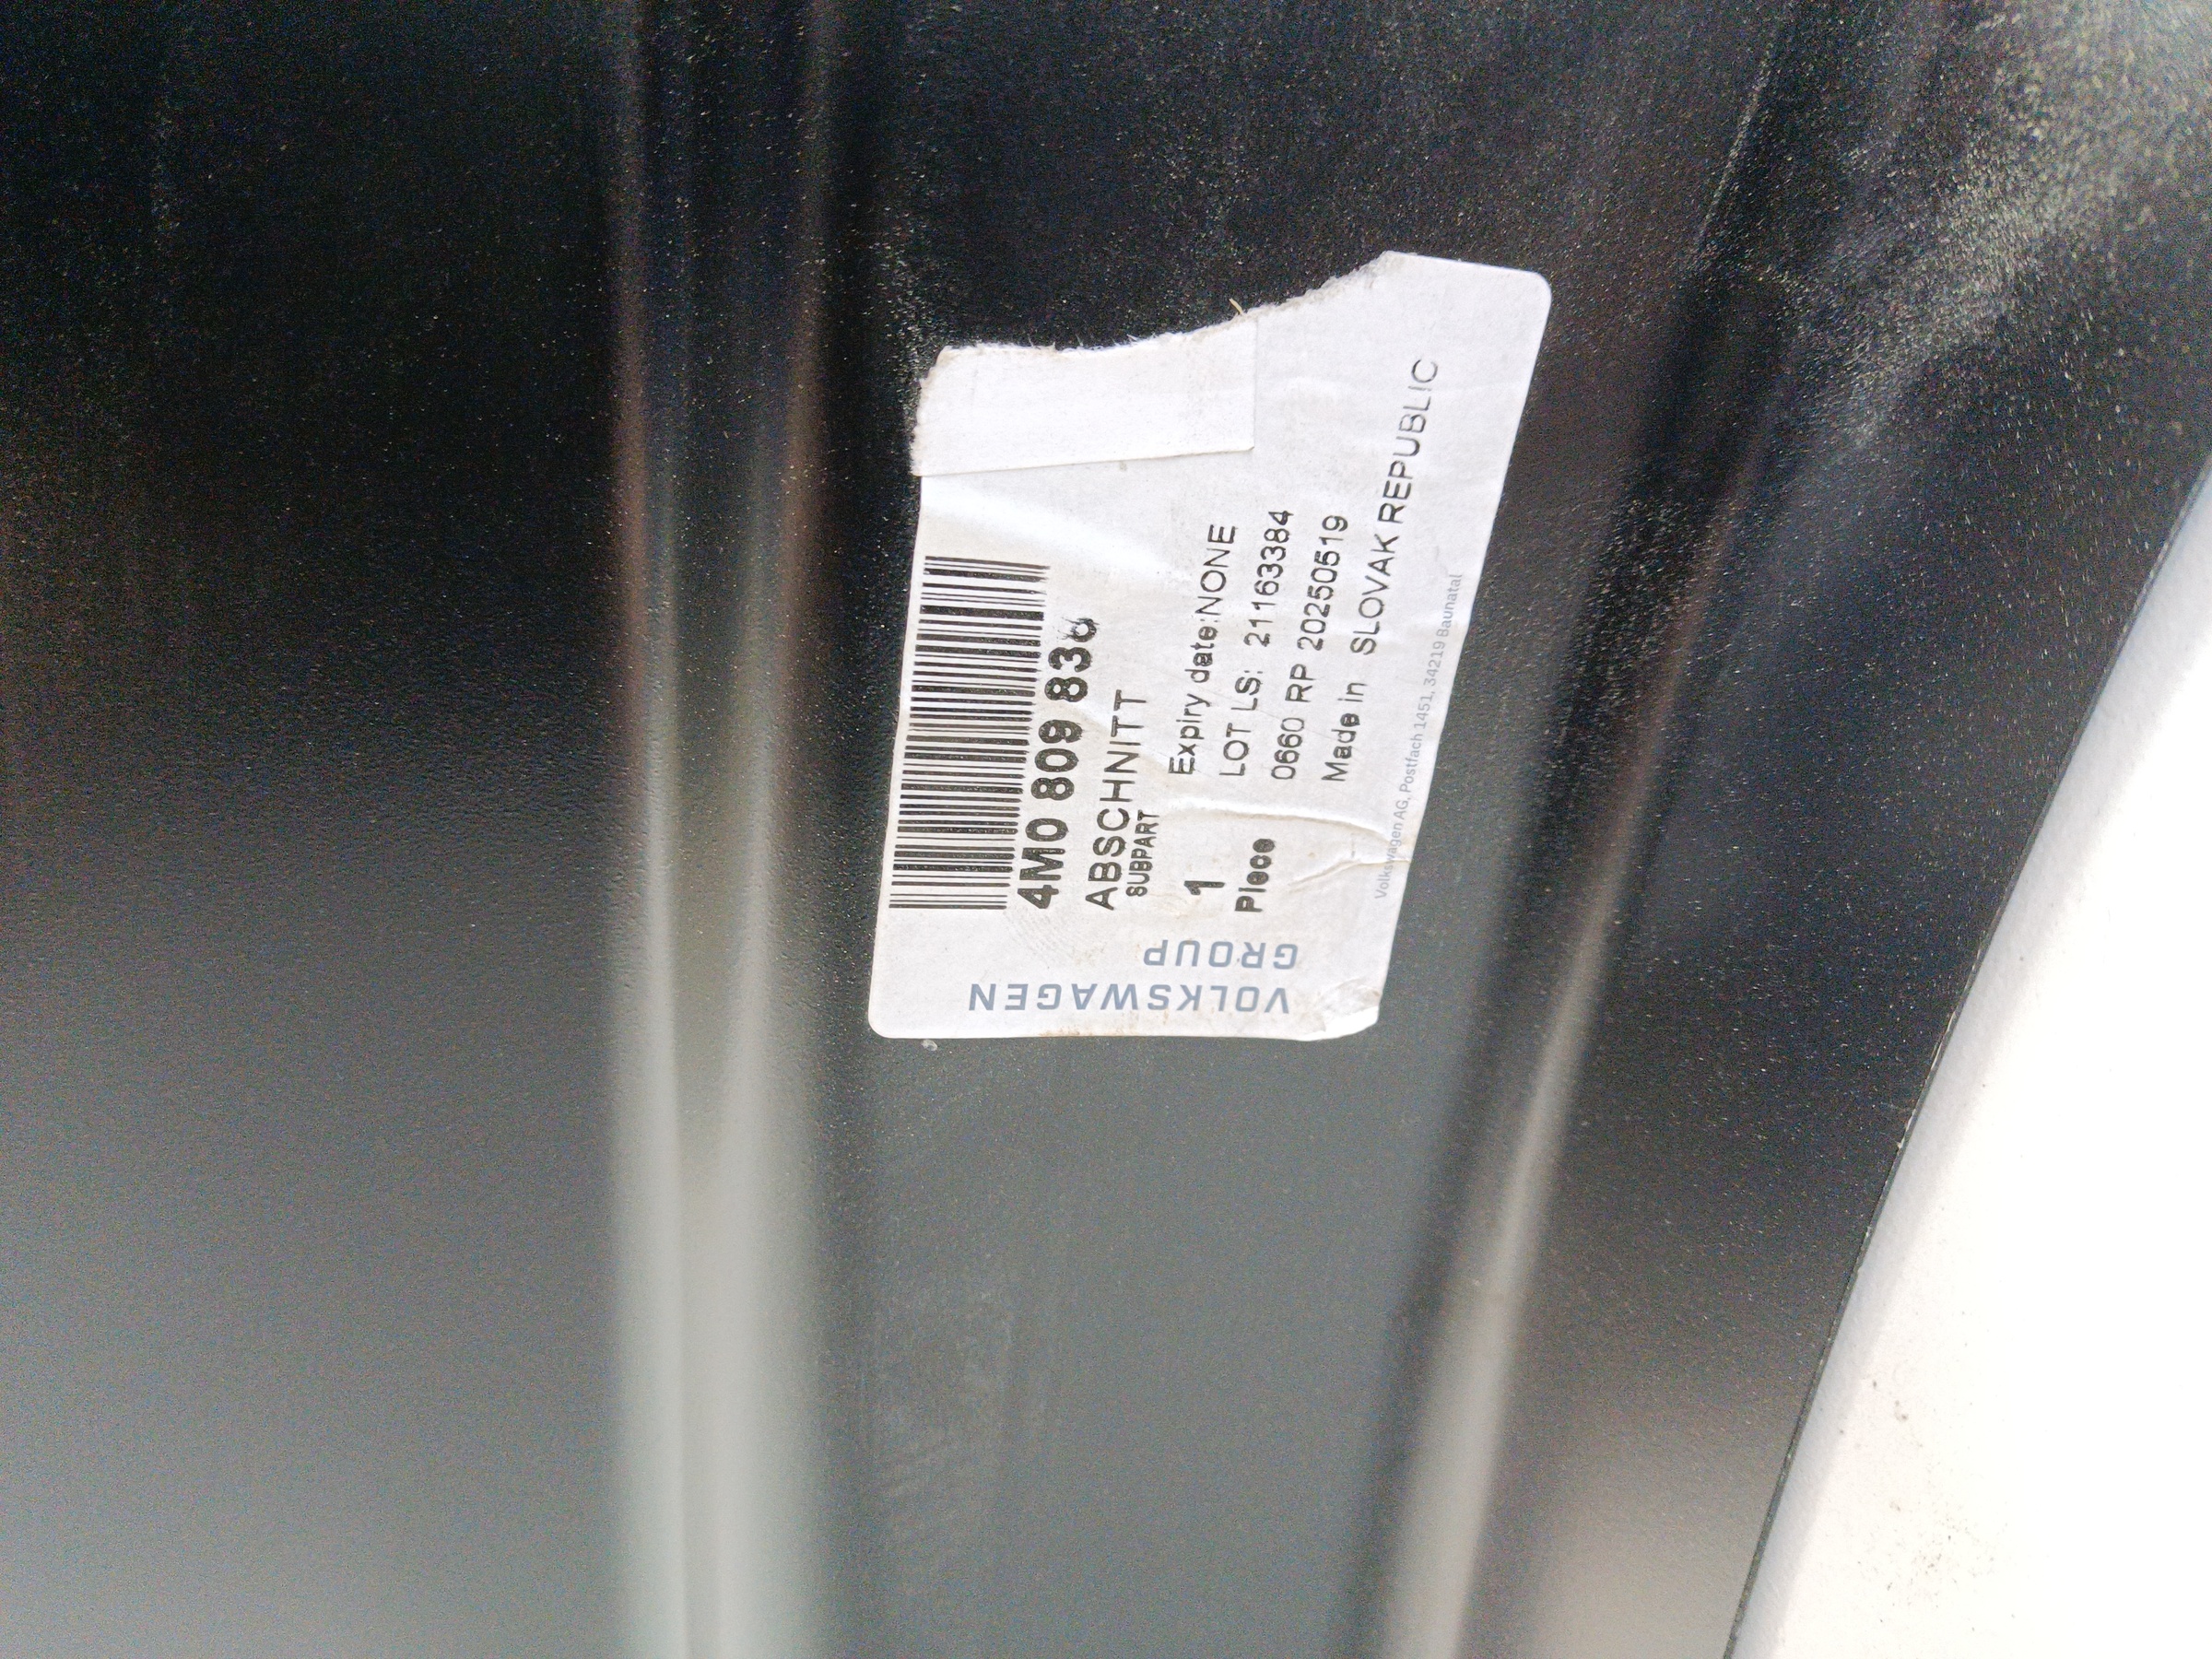 4M0 809 836
ABSCHNITT
SUBPART
1
Piece
Expiry date:NONE
LOT LS: 21163384
0660 RP 20250519
Made in SLOVAK REPUBLIC
Volkswagen AG, Postfach 1451, 34219 Baunatal
VOLKSWAGEN
GROUP